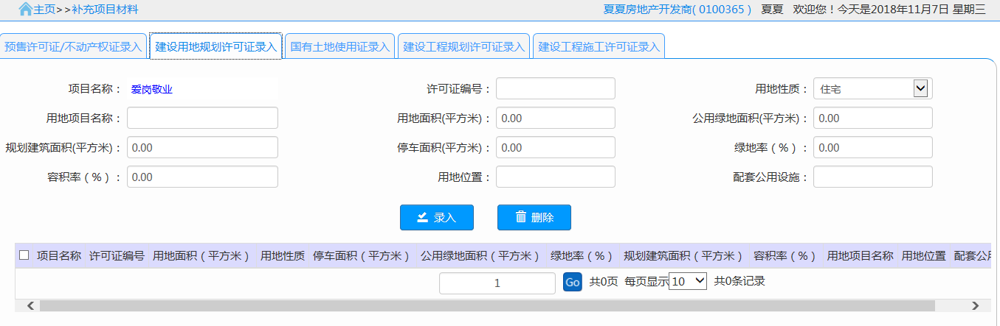 主页>>补充项目材料 夏夏房地产开发商( 0100365 ) 夏夏 欢迎您！今天是2018年11月7日 星期三
预售许可证/不动产权证录入 建设用地规划许可证录入 国有土地使用证录入 建设工程规划许可证录入 建设工程施工许可证录入
项目名称： 爱岗敬业 许可证编号： 用地性质： 住宅
用地项目名称： 用地面积(平方米)： 0.00 公用绿地面积(平方米)： 0.00
规划建筑面积(平方米)： 0.00 停车面积(平方米)： 0.00 绿地率（%）： 0.00
容积率（%）： 0.00 用地位置： 配套公用设施：
录入 删除
项目名称 许可证编号 用地面积（平方米） 用地性质 停车面积（平方米） 公用绿地面积（平方米） 绿地率（%） 规划建筑面积（平方米） 容积率（%） 用地项目名称 用地位置 配套公
1 Go 共0页 每页显示 10 共0条记录